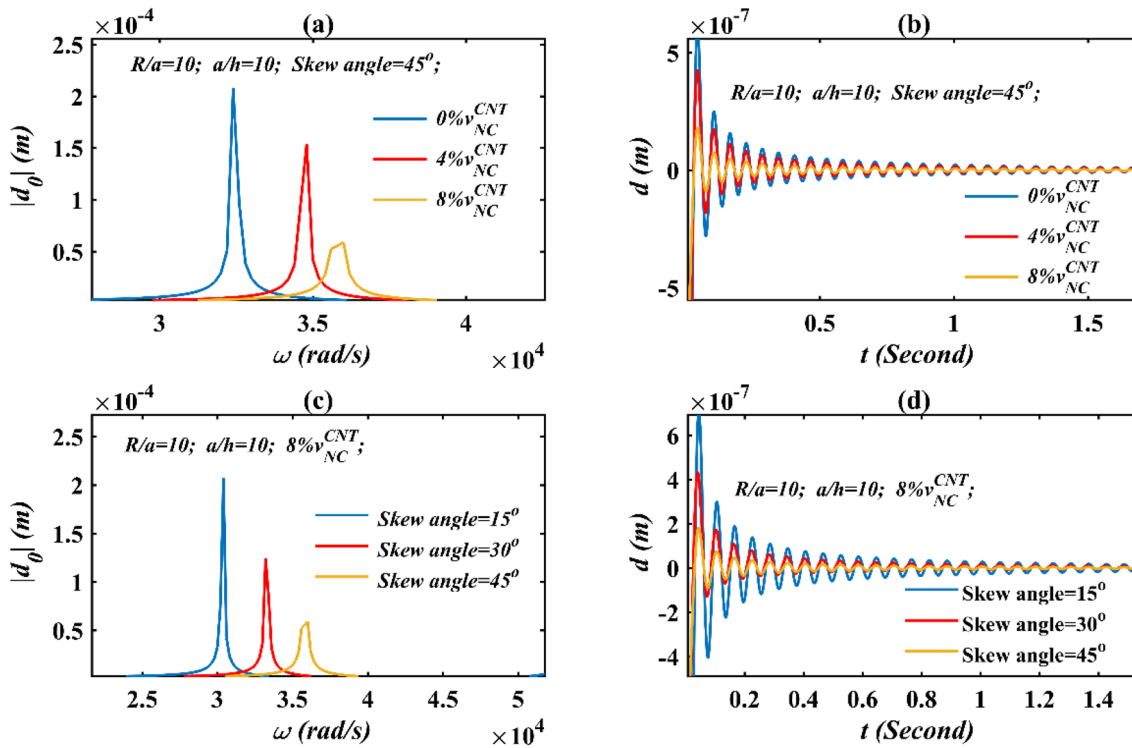 (a)
×10⁻⁴
2.5
2
1.5
1
0.5
|d₀| (m)
R/a=10; a/h=10; Skew angle=45°;
0%v_NC^CNT
4%v_NC^CNT
8%v_NC^CNT
3 3.5 4
ω (rad/s)
×10⁴
(b)
×10⁻⁷
5
0
-5
d (m)
R/a=10; a/h=10; Skew angle=45°;
0%v_NC^CNT
4%v_NC^CNT
8%v_NC^CNT
0.5 1 1.5
t (Second)
(c)
×10⁻⁴
2.5
2
1.5
1
0.5
|d₀| (m)
R/a=10; a/h=10; 8%v_NC^CNT;
Skew angle=15°
Skew angle=30°
Skew angle=45°
2.5 3 3.5 4 4.5 5
ω (rad/s)
×10⁴
(d)
×10⁻⁷
6
4
2
0
-2
-4
d (m)
R/a=10; a/h=10; 8%v_NC^CNT;
Skew angle=15°
Skew angle=30°
Skew angle=45°
0.2 0.4 0.6 0.8 1 1.2 1.4
t (Second)